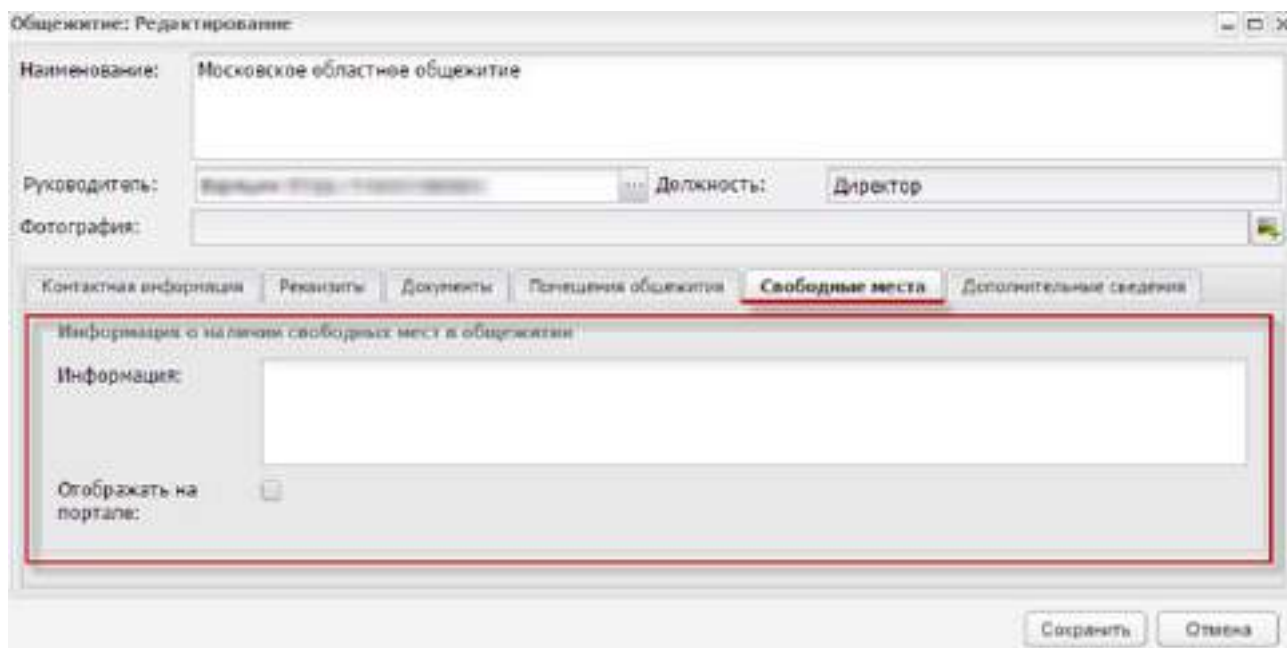 Общежитие: Редактирование
Наименование: Московское областное общежитие
Руководитель: ... Должность: Директор
Фотография:
Контактная информация Реквизиты Документы Помещения общежития Свободные места Дополнительные сведения
Информация о наличии свободных мест в общежитии
Информация:
Отображать на
портале:
Сохранить Отмена